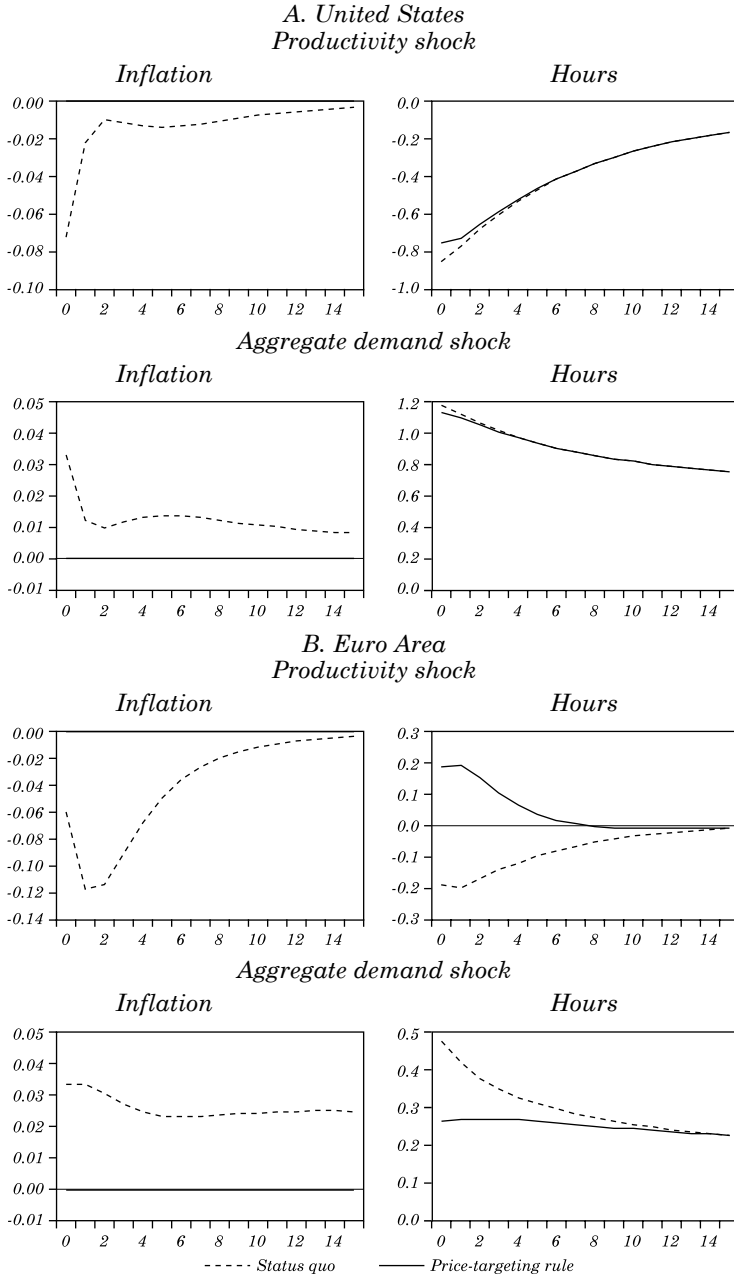 A. United States
Productivity shock
Inflation Hours
0.00 0.0
-0.02 -0.2
-0.04 -0.4
-0.06 -0.6
-0.08 -0.8
-0.10 -1.0
0 2 4 6 8 10 12 14 0 2 4 6 8 10 12 14
Aggregate demand shock
Inflation Hours
0.05 1.2
0.04 1.0
0.03 0.8
0.02 0.6
0.01 0.4
0.00 0.2
-0.01 0.0
0 2 4 6 8 10 12 14 0 2 4 6 8 10 12 14
B. Euro Area
Productivity shock
Inflation Hours
0.00 0.3
-0.02 0.2
-0.04 0.1
-0.06 0.0
-0.08 -0.1
-0.10 -0.2
-0.12 -0.3
-0.14
0 2 4 6 8 10 12 14 0 2 4 6 8 10 12 14
Aggregate demand shock
Inflation Hours
0.05 0.5
0.04 0.4
0.03 0.3
0.02 0.2
0.01 0.1
0.00 0.0
-0.01
0 2 4 6 8 10 12 14 0 2 4 6 8 10 12 14
Status quo Price-targeting rule